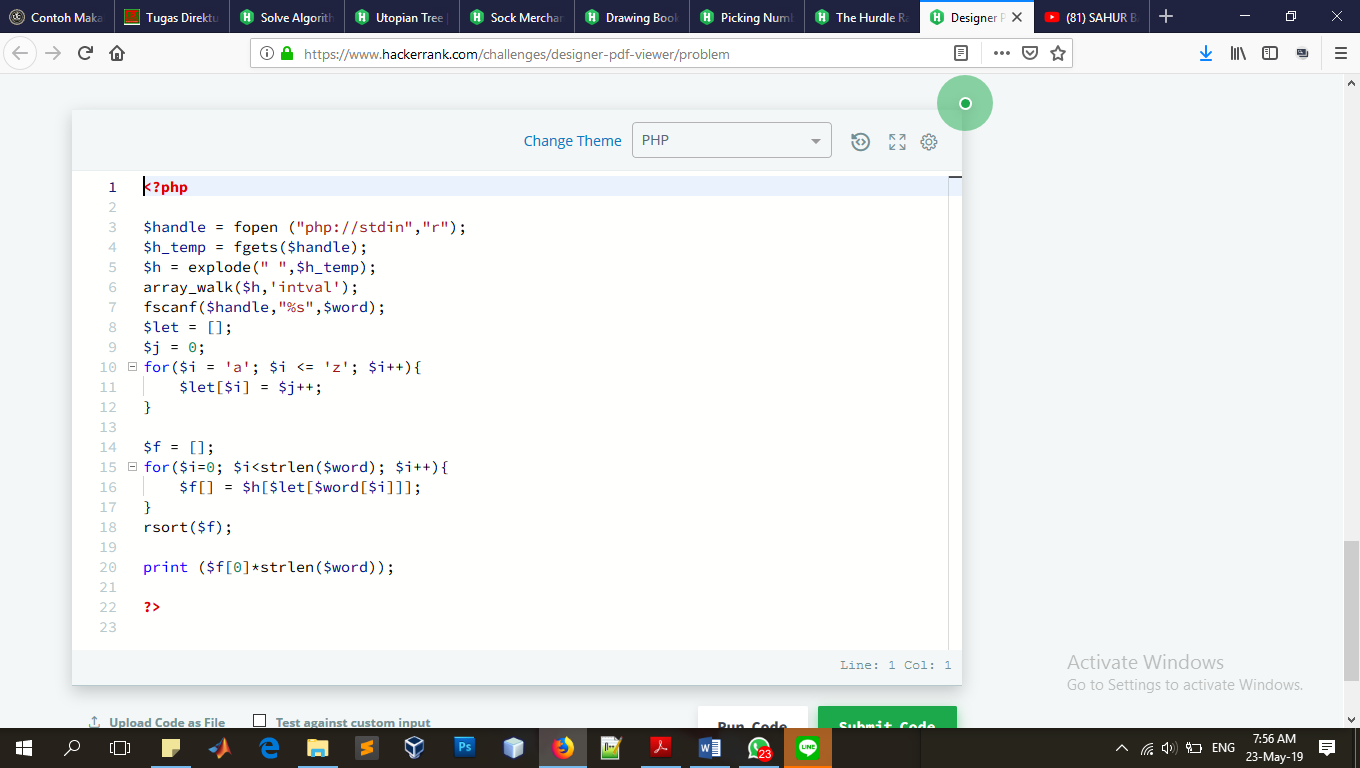 Contoh Maka
Tugas Direktu
Solve Algorith
Utopian Tree |
Sock Merchan
Drawing Book
Picking Numb
The Hurdle Ra
Designer P
(81) SAHUR Ba
https://www.hackerrank.com/challenges/designer-pdf-viewer/problem
Change Theme PHP
1 <?php
2
3 $handle = fopen ("php://stdin","r");
4 $h_temp = fgets($handle);
5 $h = explode(" ",$h_temp);
6 array_walk($h,'intval');
7 fscanf($handle,"%s",$word);
8 $let = [];
9 $j = 0;
10 for($i = 'a'; $i <= 'z'; $i++){
11 $let[$i] = $j++;
12 }
13
14 $f = [];
15 for($i=0; $i<strlen($word); $i++){
16 $f[] = $h[$let[$word[$i]]];
17 }
18 rsort($f);
19
20 print ($f[0]*strlen($word));
21
22 ?>
23
Line: 1 Col: 1
Activate Windows
Go to Settings to activate Windows.
Upload Code as File
Test against custom input
Run Code
Submit Code
Ps
23
LINE
ENG
7:56 AM
23-May-19